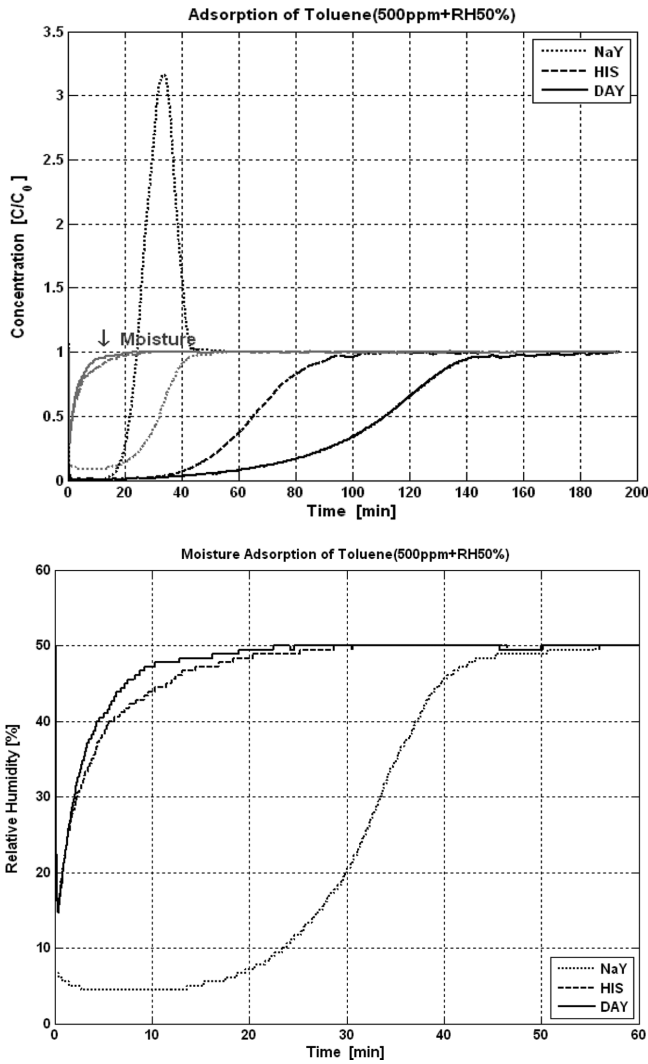 Adsorption of Toluene(500ppm+RH50%)
3.5
3
2.5
2
1.5
1
0.5
0
Concentration [C/C0]
NaY
HIS
DAY
↓ Moisture
0 20 40 60 80 100 120 140 160 180 200
Time [min]
Moisture Adsorption of Toluene(500ppm+RH50%)
60
50
40
30
20
10
0
Relative Humidity [%]
NaY
HIS
DAY
0 10 20 30 40 50 60
Time [min]